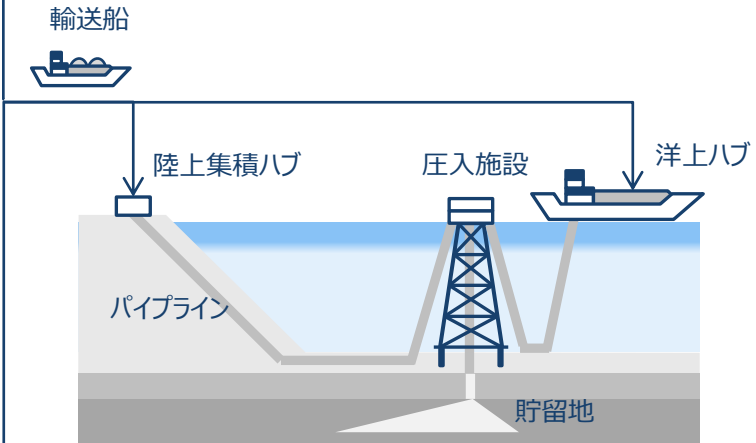 輸送船
陸上集積ハブ
圧入施設
洋上ハブ
パイプライン
貯留地